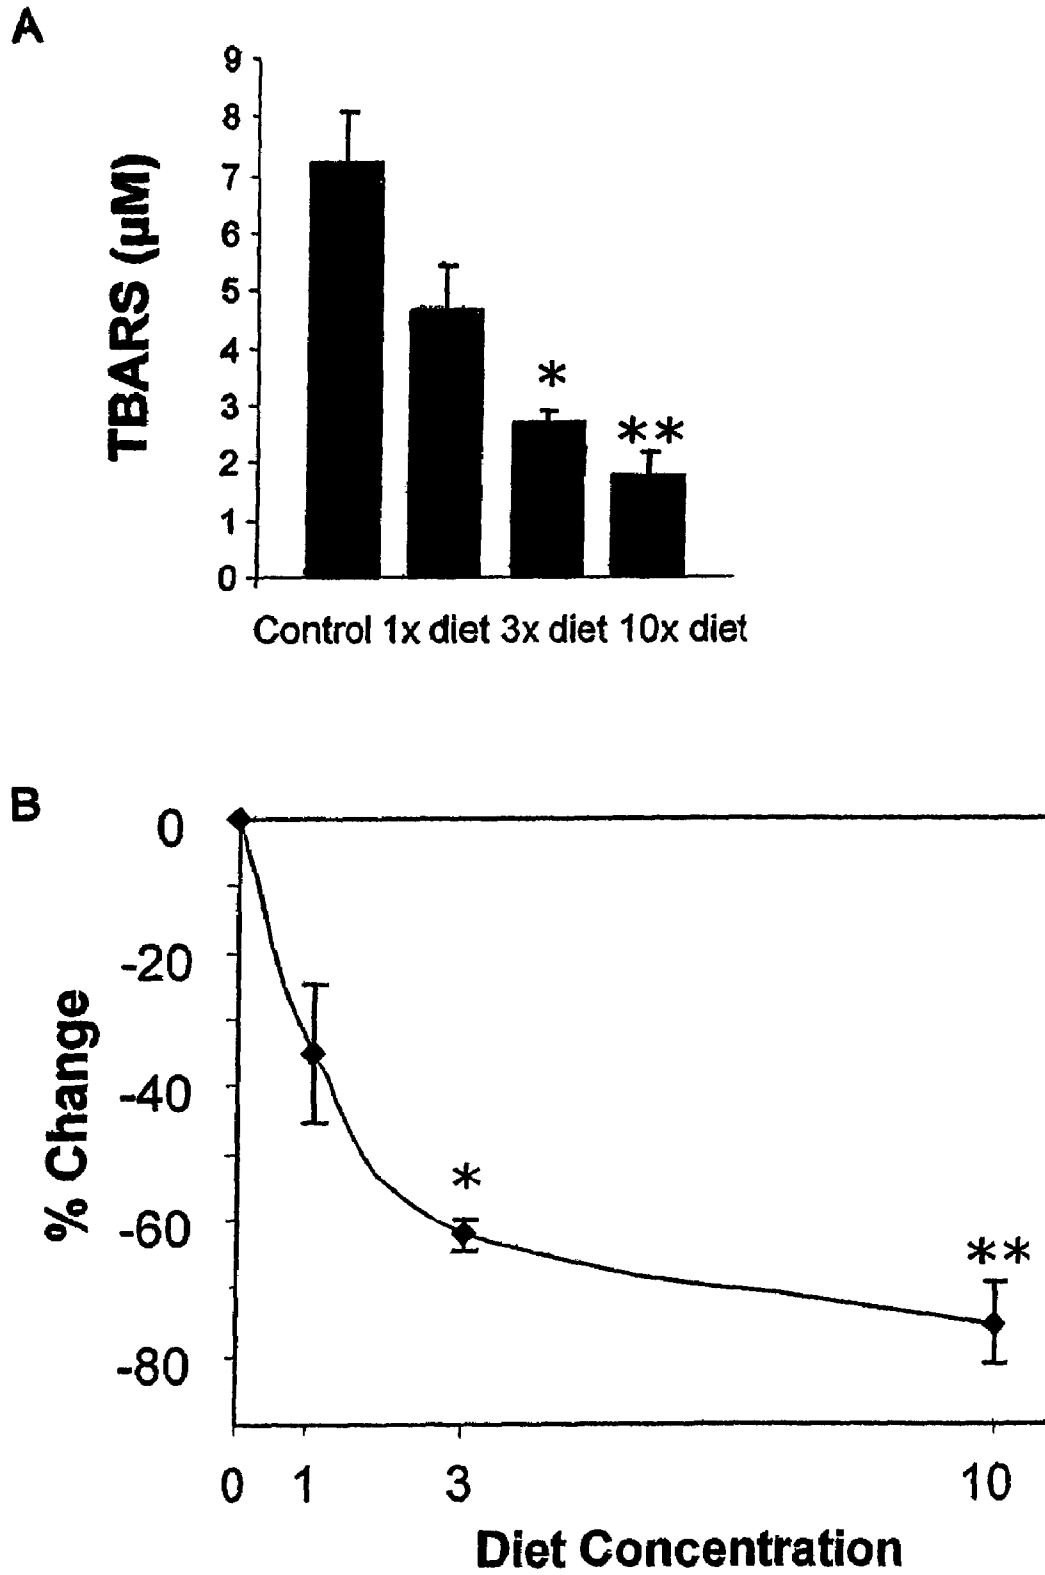 A
9
8
7
6
5
4
3
2
1
0
TBARS (µM)
*
**
Control 1x diet 3x diet 10x diet
B
0
-20
-40
-60
-80
% Change
*
**
0 1 3 10
Diet Concentration